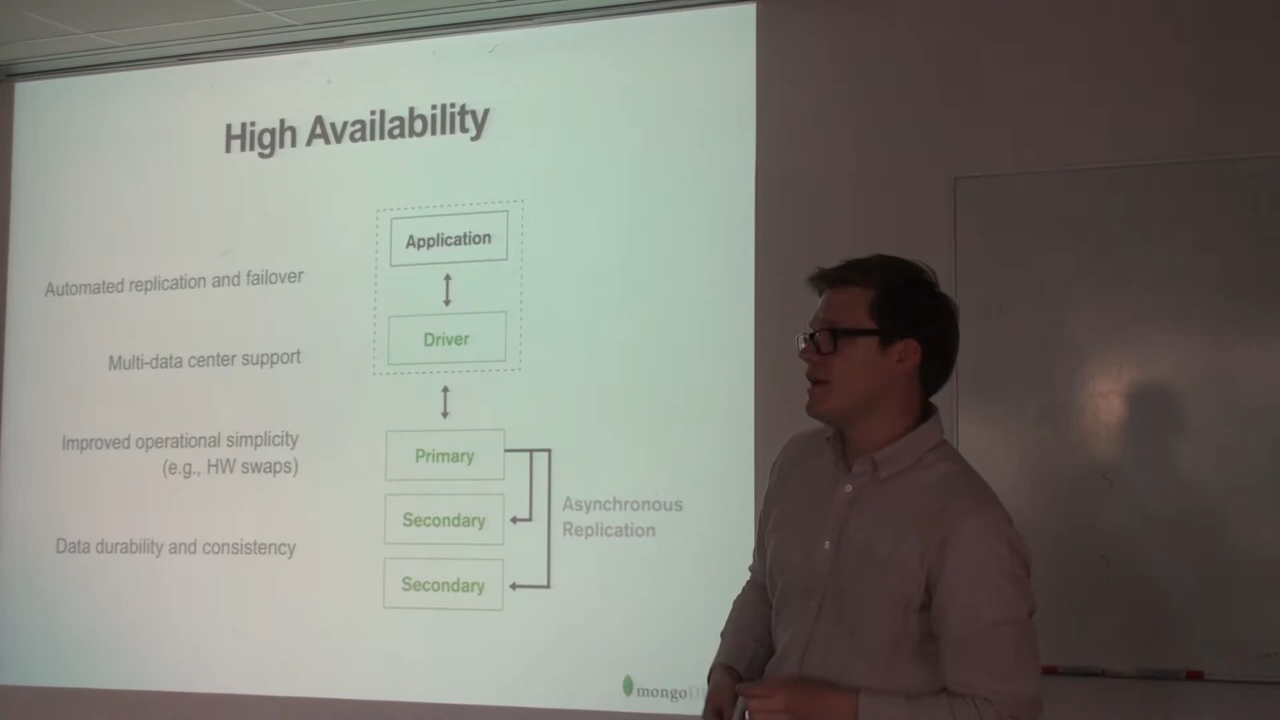 High Availability
Automated replication and failover
Multi-data center support
Improved operational simplicity
(e.g., HW swaps)
Data durability and consistency
Application
Driver
Primary
Secondary
Secondary
Asynchronous
Replication
mongoD